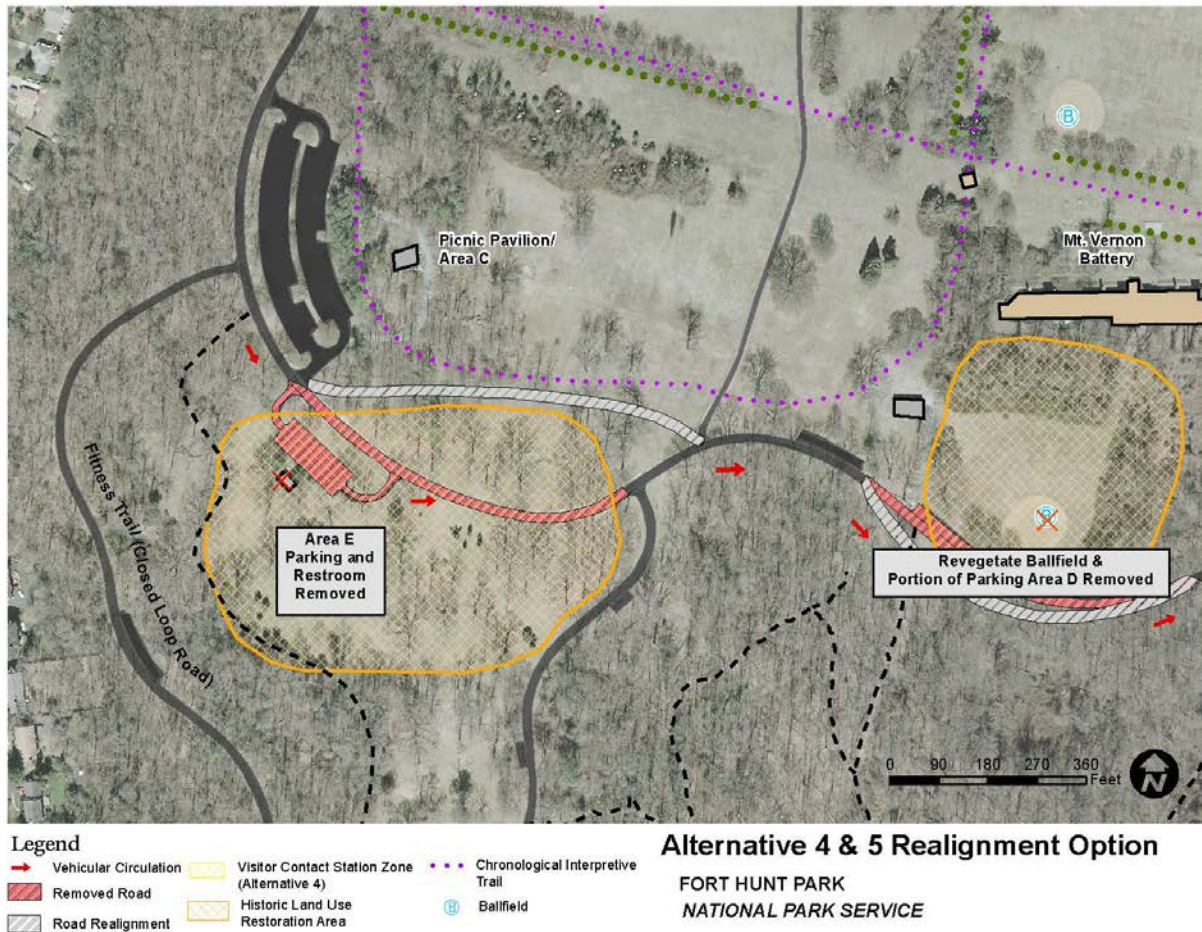 Picnic Pavilion/
Area C
B
Mt. Vernon
Battery
Fitness Trail (Closed Loop Road)
Area E
Parking and
Restroom
Removed
B
Revegetate Ballfield &
Portion of Parking Area D Removed
0 90 180 270 360
Feet
N
Legend
Vehicular Circulation
Removed Road
Road Realignment
Visitor Contact Station Zone
(Alternative 4)
Historic Land Use
Restoration Area
Chronological Interpretive
Trail
B Ballfield
Alternative 4 & 5 Realignment Option
FORT HUNT PARK
NATIONAL PARK SERVICE